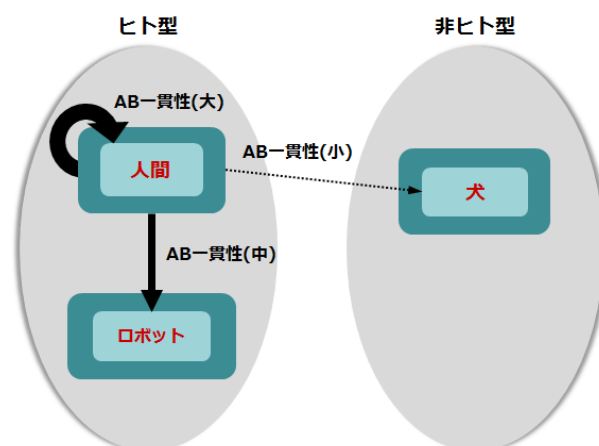 ヒト型
非ヒト型
AB一貫性(大)
AB一貫性(小)
人間
犬
AB一貫性(中)
ロボット